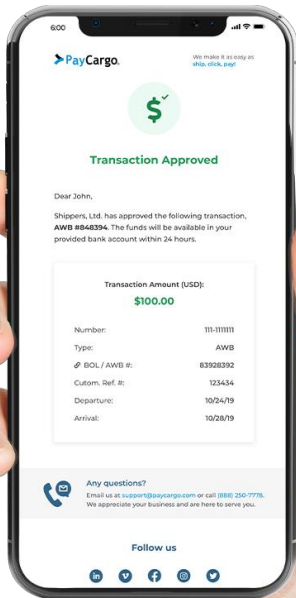 6:00
PayCargo.
We make it as easy as
ship, click, pay!
$
Transaction Approved
Dear John,
Shippers, Ltd. has approved the following transaction,
AWB #848394. The funds will be available in your
provided bank account within 24 hours.
Transaction Amount (USD):
$100.00
Number: 111-1111111
Type: AWB
BOL / AWB #: 83928392
Cutom. Ref. #: 123434
Departure: 10/24/19
Arrival: 10/28/19
Any questions?
Email us at support@paycargo.com or call (888) 250-7778.
We appreciate your business and are here to serve you.
Follow us